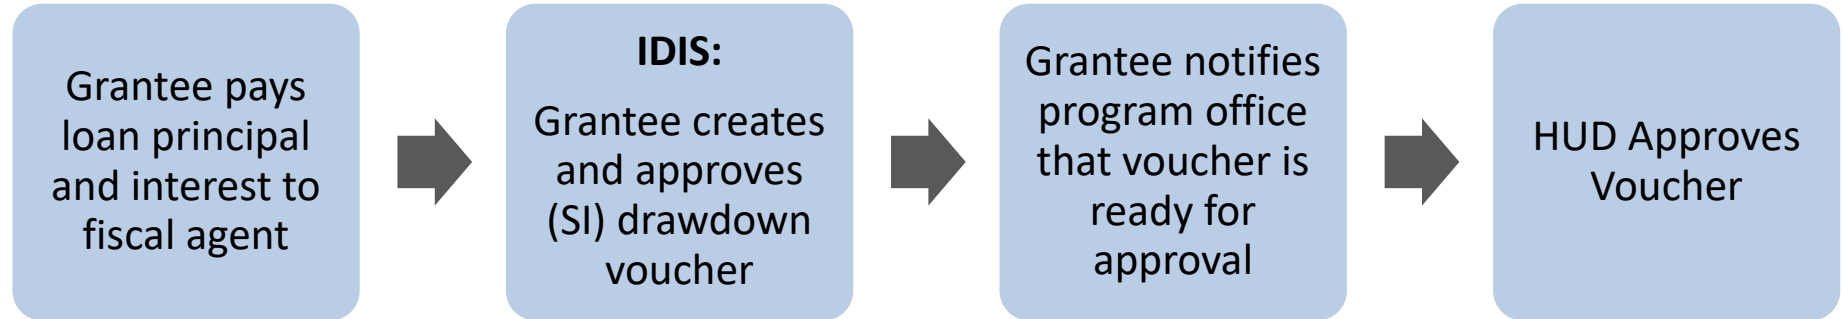 Grantee pays
loan principal
and interest to
fiscal agent
IDIS:
Grantee creates
and approves
(SI) drawdown
voucher
Grantee notifies
program office
that voucher is
ready for
approval
HUD Approves
Voucher